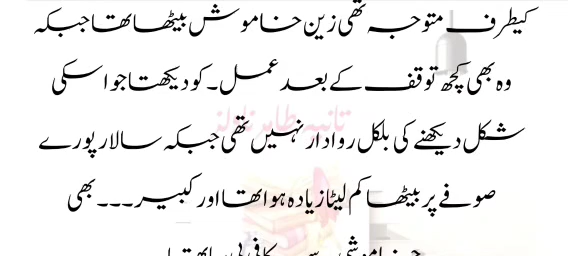 کیطرف متوجہ تھی زین خاموش بیٹھا تھا جبکہ
وہ بھی کچھ توقف کے بعد عمل۔کو دیکھتا جو اسکی
شکل دیکھنے کی بلکل روادار نہیں تھی جبکہ سالار پورے
صوفے پر بیٹھا کم لیٹا زیادہ ہوا تھا اور کبیر۔۔۔بھی